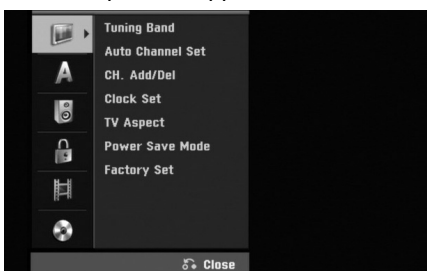 Tuning Band
Auto Channel Set
A
CH. Add/Del
Clock Set
TV Aspect
Power Save Mode
Factory Set
Close